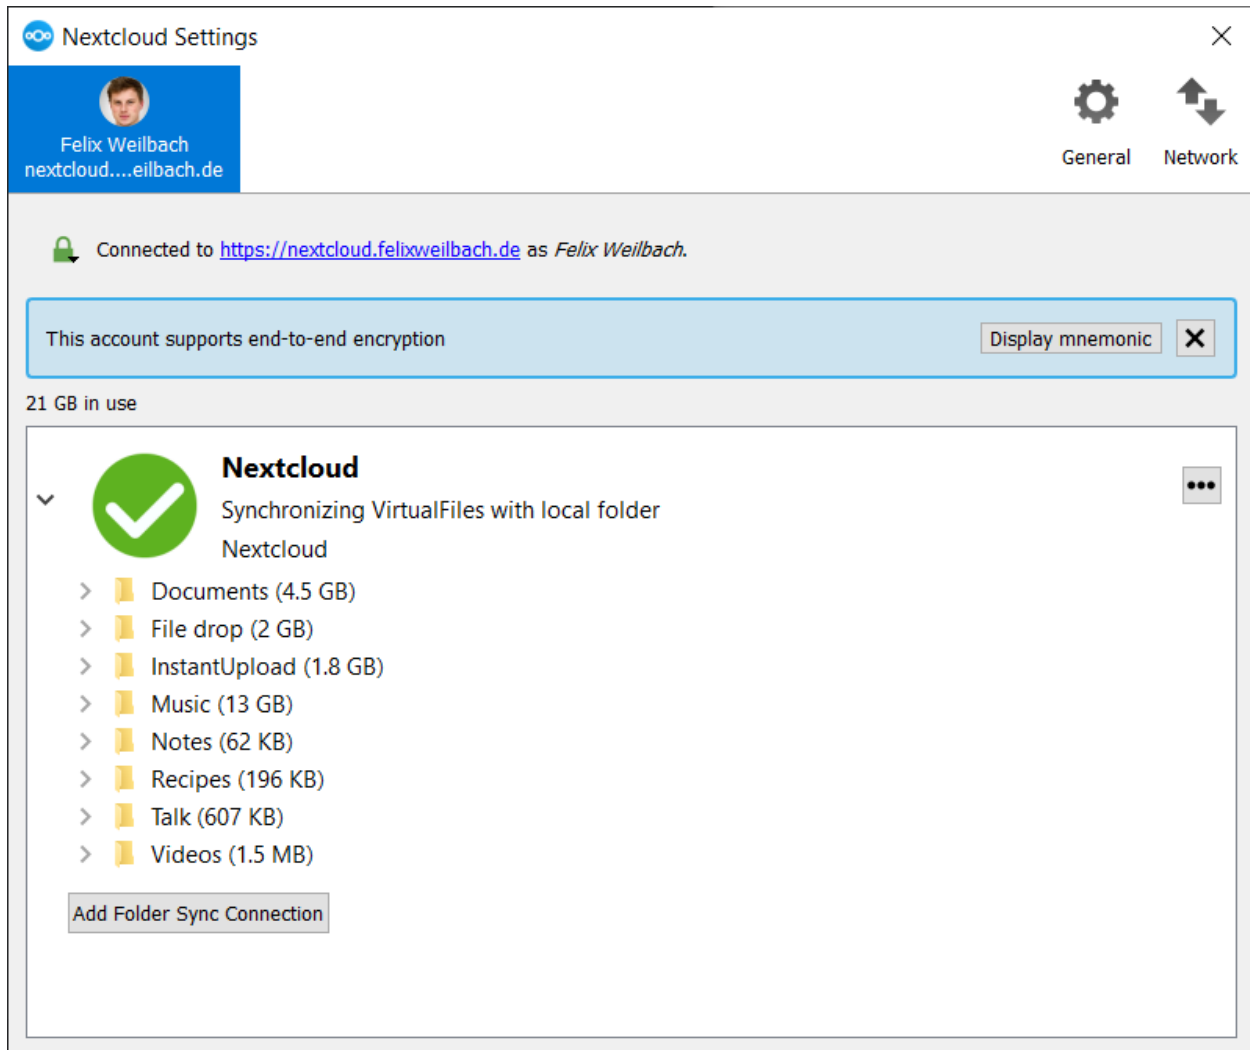 Nextcloud Settings
Felix Weilbach
nextcloud....eilbach.de
General
Network
Connected to https://nextcloud.felixweilbach.de as Felix Weilbach.
This account supports end-to-end encryption
Display mnemonic
21 GB in use
Nextcloud
Synchronizing VirtualFiles with local folder
Nextcloud
Documents (4.5 GB)
File drop (2 GB)
InstantUpload (1.8 GB)
Music (13 GB)
Notes (62 KB)
Recipes (196 KB)
Talk (607 KB)
Videos (1.5 MB)
Add Folder Sync Connection